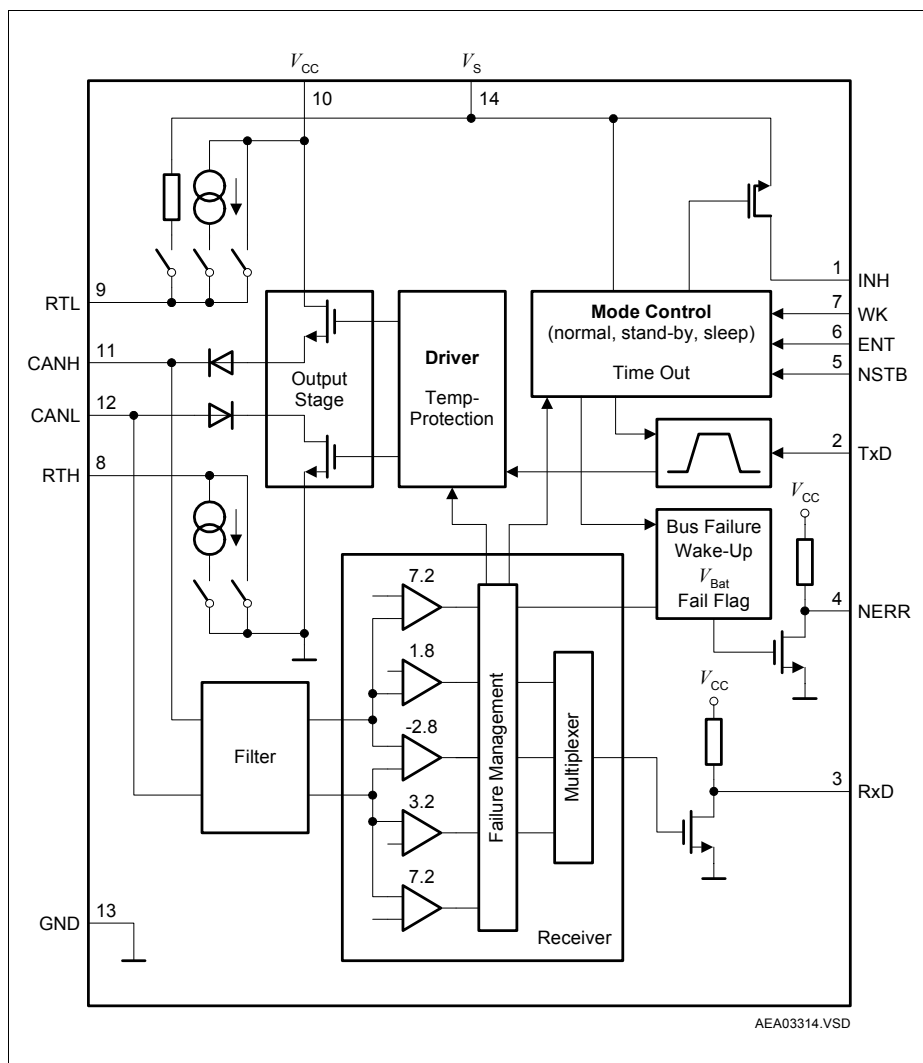 VCC
VS
10
14
1
INH
7
WK
6
ENT
5
NSTB
Mode Control
(normal, stand-by, sleep)
Time Out
9
RTL
11
CANH
12
CANL
8
RTH
Output
Stage
Driver
Temp-
Protection
2
TxD
VCC
Bus Failure
Wake-Up
VBat
Fail Flag
4
NERR
7.2
1.8
-2.8
3.2
7.2
Failure Management
Multiplexer
Receiver
Filter
VCC
3
RxD
13
GND
AEA03314.VSD